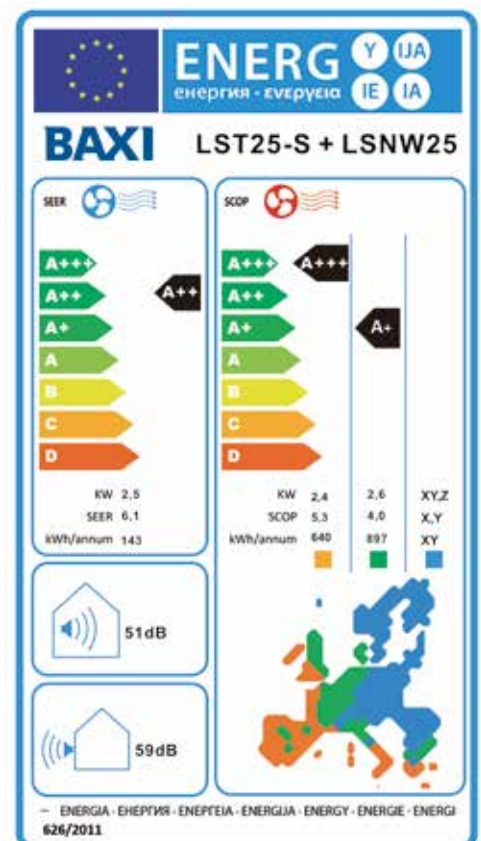 ENERG Y IJA
енергия · ενεργεια IE IA
BAXI LST25-S + LSNW25
SEER
A+++
A++ A++
A+
A
B
C
D
KW 2,5
SEER 6,1
kWh/annum 143
SCOP
A+++ A+++
A++
A+ A+
A
B
C
D
KW 2,4 2,6 XY,Z
SCOP 5,3 4,0 X,Y
kWh/annum 640 897 XY
51dB
59dB
– ENERGIA · ЕНЕРГИЯ · ΕΝΕΡΓΕΙΑ · ENERGIJA · ENERGY · ENERGIE · ENERGI
626/2011